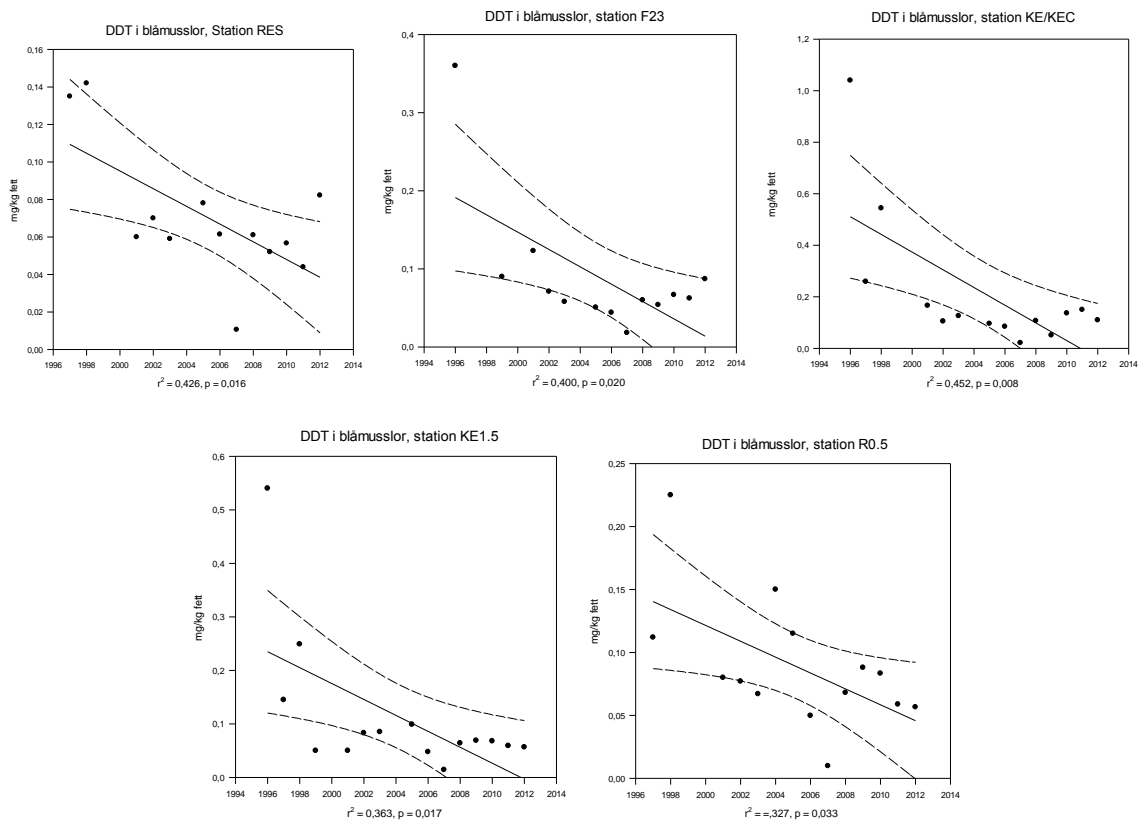 DDT i blåmusslor, Station RES
0,16
0,14
0,12
0,10
0,08
0,06
0,04
0,02
0,00
mg/kg fett
1996 1998 2000 2002 2004 2006 2008 2010 2012 2014
r² = 0,426, p = 0,016
DDT i blåmusslor, station F23
0,4
0,3
0,2
0,1
0,0
mg/kg fett
1994 1996 1998 2000 2002 2004 2006 2008 2010 2012 2014
r² = 0,400, p = 0,020
DDT i blåmusslor, station KE/KEC
1,2
1,0
0,8
0,6
0,4
0,2
0,0
mg/kg fett
1994 1996 1998 2000 2002 2004 2006 2008 2010 2012 2014
r² = 0,452, p = 0,008
DDT i blåmusslor, station KE1.5
0,6
0,5
0,4
0,3
0,2
0,1
0,0
mg/kg fett
1994 1996 1998 2000 2002 2004 2006 2008 2010 2012 2014
r² = 0,363, p = 0,017
DDT i blåmusslor, station R0.5
0,25
0,20
0,15
0,10
0,05
0,00
mg/kg fett
1996 1998 2000 2002 2004 2006 2008 2010 2012 2014
r² = =,327, p = 0,033